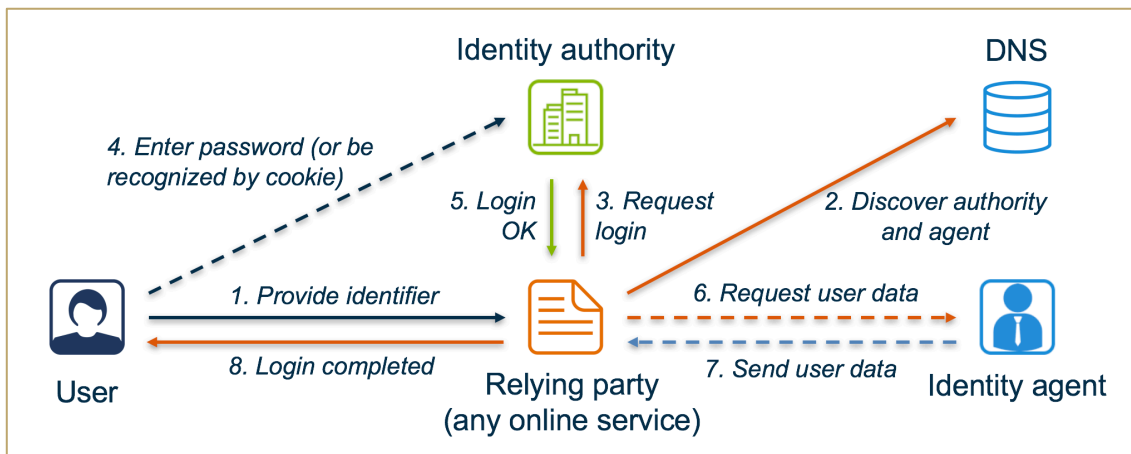 Identity authority
DNS
4. Enter password (or be
recognized by cookie)
5. Login
OK
3. Request
login
2. Discover authority
and agent
1. Provide identifier
6. Request user data
8. Login completed
7. Send user data
User
Relying party
(any online service)
Identity agent